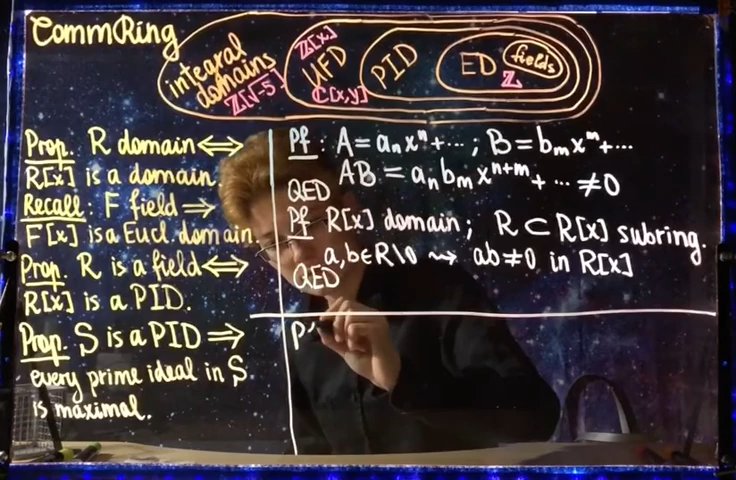 CommRing
integral domains
ℤ[√-5]
ℤ[x]
UFD
ℂ[x,y]
PID
ED
ℤ
fields
Prop. R domain ⟺
R[x] is a domain.
Recall: F field ⟹
F[x] is a Eucl. domain
Prop. R is a field ⟺
R[x] is a PID.
Prop. S is a PID ⟹
every prime ideal in S
is maximal.
Pf: A = aₙxⁿ + ⋯ ; B = bₘxᵐ + ⋯
AB = aₙbₘxⁿ⁺ᵐ + ⋯ ≠ 0
QED
Pf R[x] domain; R ⊂ R[x] subring.
a,b∈R\0 ⇝ ab≠0 in R[x]
QED
P